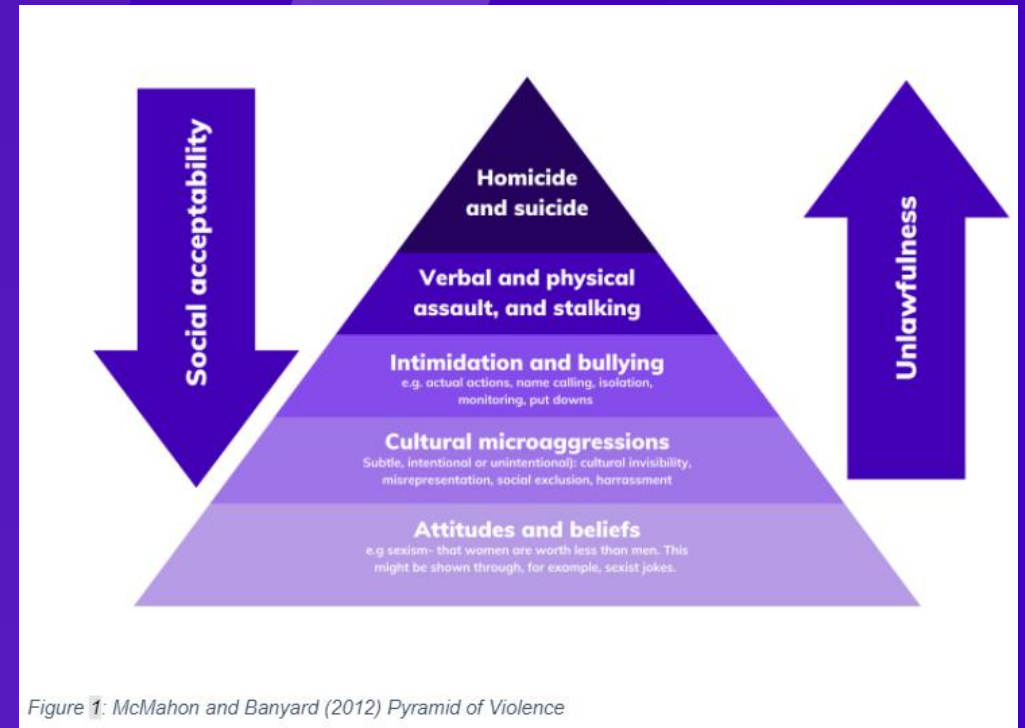 Social acceptability
Homicide
and suicide
Verbal and physical
assault, and stalking
Intimidation and bullying
e.g. actual actions, name calling, isolation,
monitoring, put downs
Cultural microaggressions
Subtle, intentional or unintentional): cultural invisibility,
misrepresentation, social exclusion, harrassment
Attitudes and beliefs
e.g sexism- that women are worth less than men. This
might be shown through, for example, sexist jokes.
Unlawfulness
Figure 1: McMahon and Banyard (2012) Pyramid of Violence